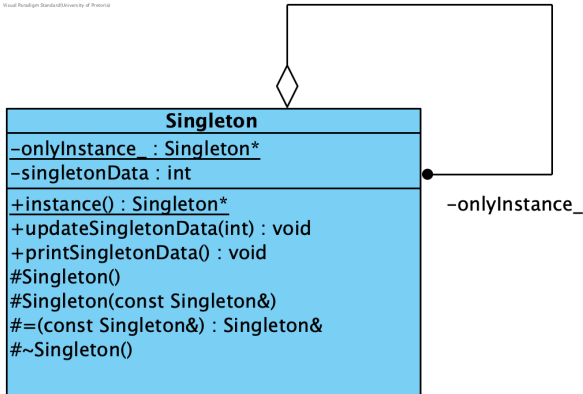 Visual Paradigm Standard(University of Pretoria)
Singleton
-onlyInstance_ : Singleton*
-singletonData : int
+instance() : Singleton*
+updateSingletonData(int) : void
+printSingletonData() : void
#Singleton()
#Singleton(const Singleton&)
#=(const Singleton&) : Singleton&
#~Singleton()
-onlyInstance_